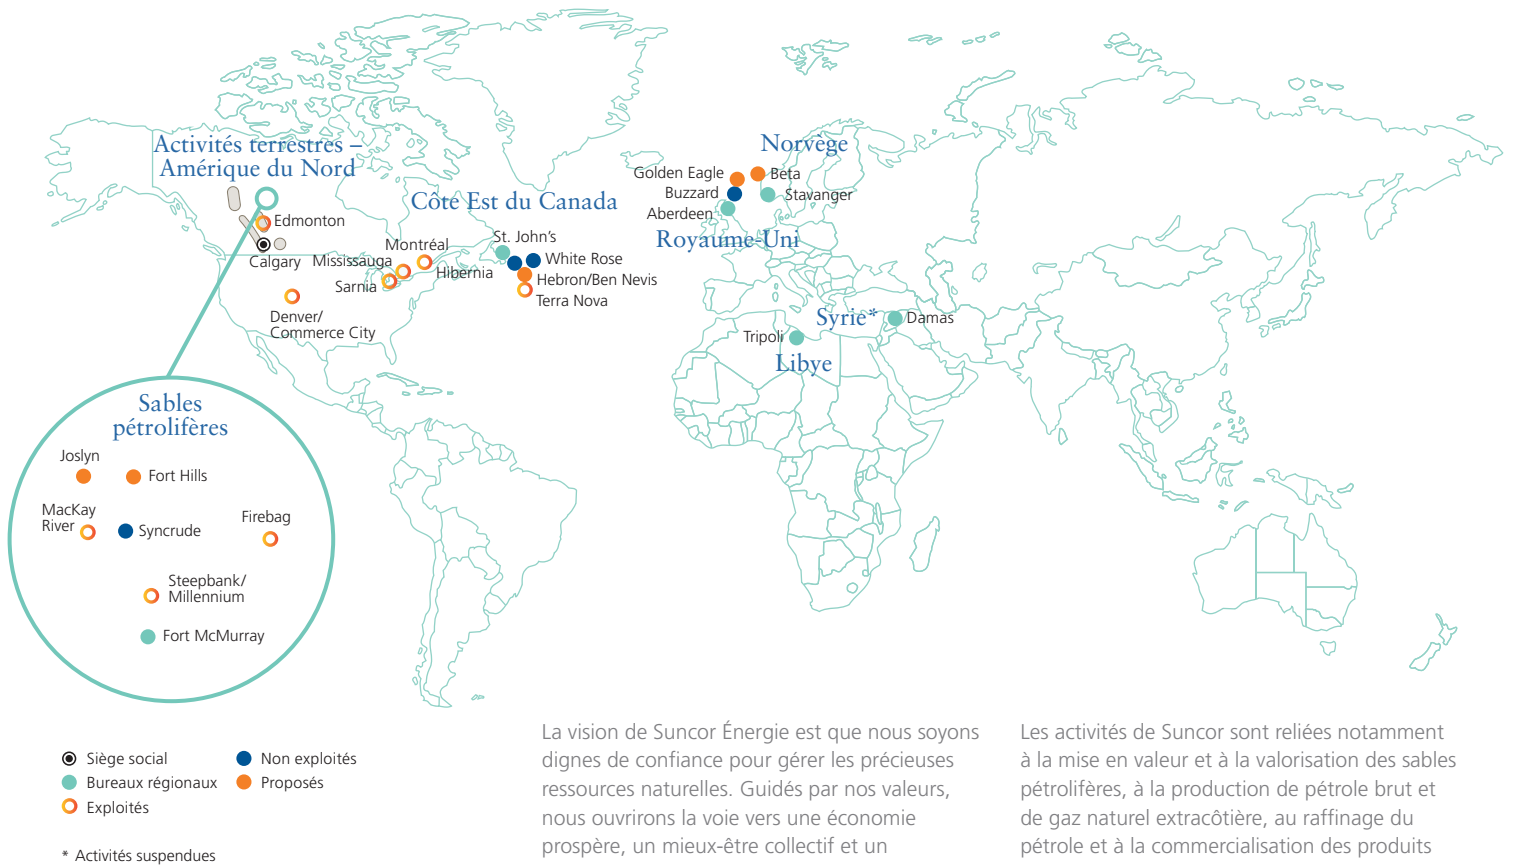 Activités terrestres –
Amérique du Nord
Edmonton
Calgary
Côte Est du Canada
Montréal
Mississauga
Sarnia
Hibernia
St. John's
White Rose
Hebron/Ben Nevis
Terra Nova
Denver/
Commerce City
Norvège
Golden Eagle
Beta
Buzzard
Stavanger
Aberdeen
Royaume-Uni
Syrie*
Damas
Tripoli
Libye
Sables
pétrolifères
Joslyn
Fort Hills
MacKay
River
Syncrude
Firebag
Steepbank/
Millennium
Fort McMurray
Siège social
Bureaux régionaux
Exploités
Non exploités
Proposés
* Activités suspendues
La vision de Suncor Énergie est que nous soyons
dignes de confiance pour gérer les précieuses
ressources naturelles. Guidés par nos valeurs,
nous ouvrirons la voie vers une économie
prospère, un mieux-être collectif et un
Les activités de Suncor sont reliées notamment
à la mise en valeur et à la valorisation des sables
pétrolifères, à la production de pétrole brut et
de gaz naturel extracôtière, au raffinage du
pétrole et à la commercialisation des produits